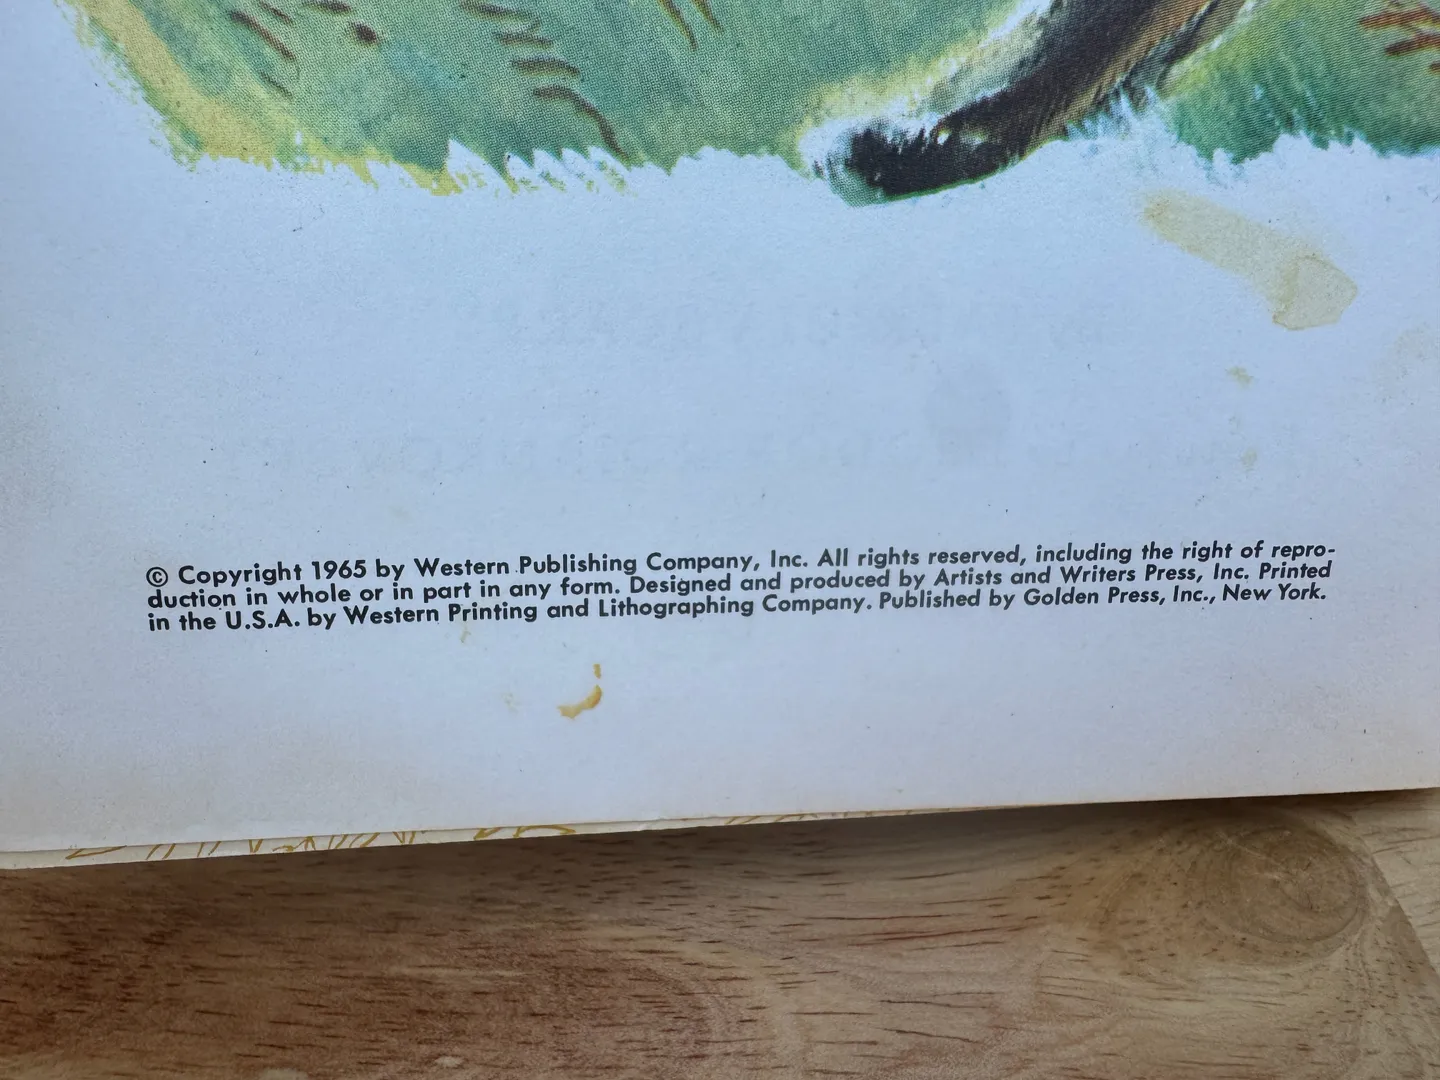 © Copyright 1965 by Western Publishing Company, Inc. All rights reserved, including the right of repro-
duction in whole or in part in any form. Designed and produced by Artists and Writers Press, Inc. Printed
in the U.S.A. by Western Printing and Lithographing Company. Published by Golden Press, Inc., New York.